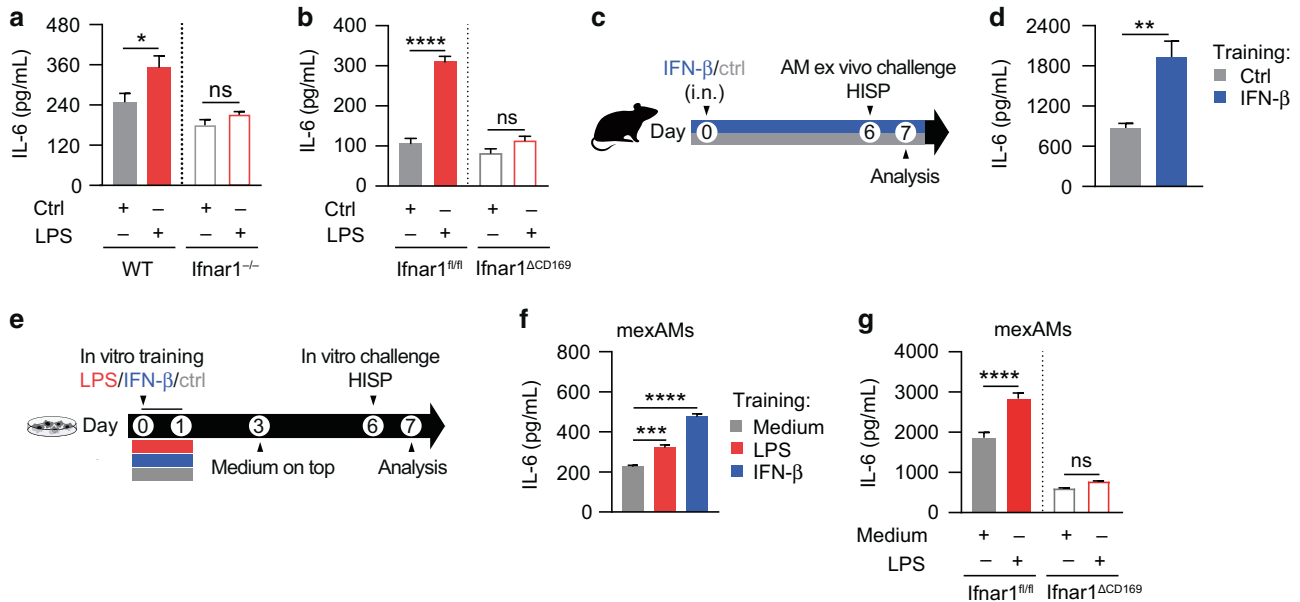 a
IL-6 (pg/mL)
480
360
240
120
0
*
ns
Ctrl + – + –
LPS – + – +
WT Ifnar1–/–
b
IL-6 (pg/mL)
400
300
200
100
0
****
ns
Ctrl + – + –
LPS – + – +
Ifnar1fl/fl Ifnar1ΔCD169
c
IFN-β/ctrl
(i.n.)
AM ex vivo challenge
HISP
Day 0 6 7
Analysis
d
IL-6 (pg/mL)
2400
1800
1200
600
0
**
Training:
Ctrl
IFN-β
e
In vitro training
LPS/IFN-β/ctrl
In vitro challenge
HISP
Day 0 1 3 6 7
Medium on top
Analysis
f
mexAMs
IL-6 (pg/mL)
800
600
400
200
0
****
***
Training:
Medium
LPS
IFN-β
g
mexAMs
IL-6 (pg/mL)
4000
3000
2000
1000
0
****
ns
Medium + – + –
LPS – + – +
Ifnar1fl/fl Ifnar1ΔCD169